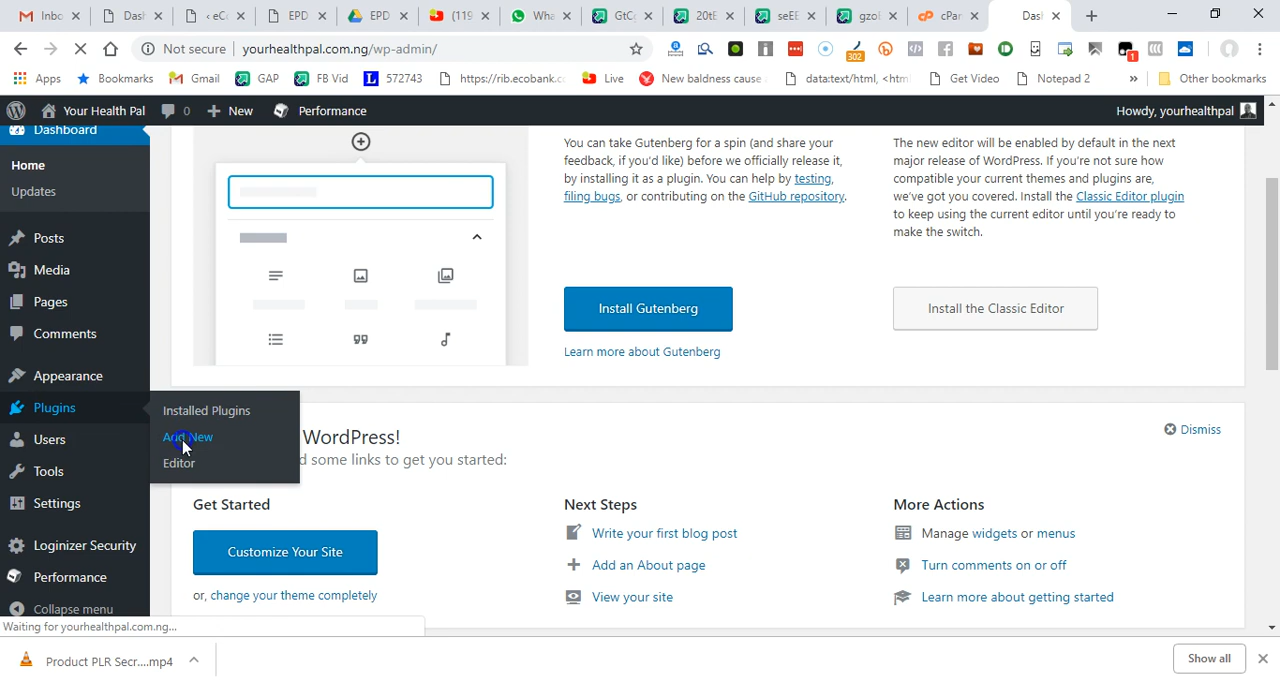 Inbo
Dash
‹ eCo
EPD
EPD
(119
Wha
GtCg
20tE
seEE
gzoE
cPan
Dash
Not secure
yourhealthpal.com.ng/wp-admin/
302
1
Apps
Bookmarks
Gmail
GAP
FB Vid
572743
https://rib.ecobank.cc
Live
New baldness cause
data:text/html, <html
Get Video
Notepad 2
»
Other bookmarks
Your Health Pal
0
New
Performance
Howdy, yourhealthpal
Dashboard
Home
Updates
Posts
Media
Pages
Comments
Appearance
Plugins
Users
Tools
Settings
Loginizer Security
Performance
Collapse menu
Installed Plugins
Add New
Editor
You can take Gutenberg for a spin (and share your
feedback, if you'd like) before we officially release it,
by installing it as a plugin. You can help by testing,
filing bugs, or contributing on the GitHub repository.
Install Gutenberg
Learn more about Gutenberg
The new editor will be enabled by default in the next
major release of WordPress. If you're not sure how
compatible your current themes and plugins are,
we've got you covered. Install the Classic Editor plugin
to keep using the current editor until you're ready to
make the switch.
Install the Classic Editor
WordPress!
d some links to get you started:
Dismiss
Get Started
Customize Your Site
or, change your theme completely
Next Steps
Write your first blog post
Add an About page
View your site
More Actions
Manage widgets or menus
Turn comments on or off
Learn more about getting started
Waiting for yourhealthpal.com.ng...
Product PLR Secr....mp4
Show all